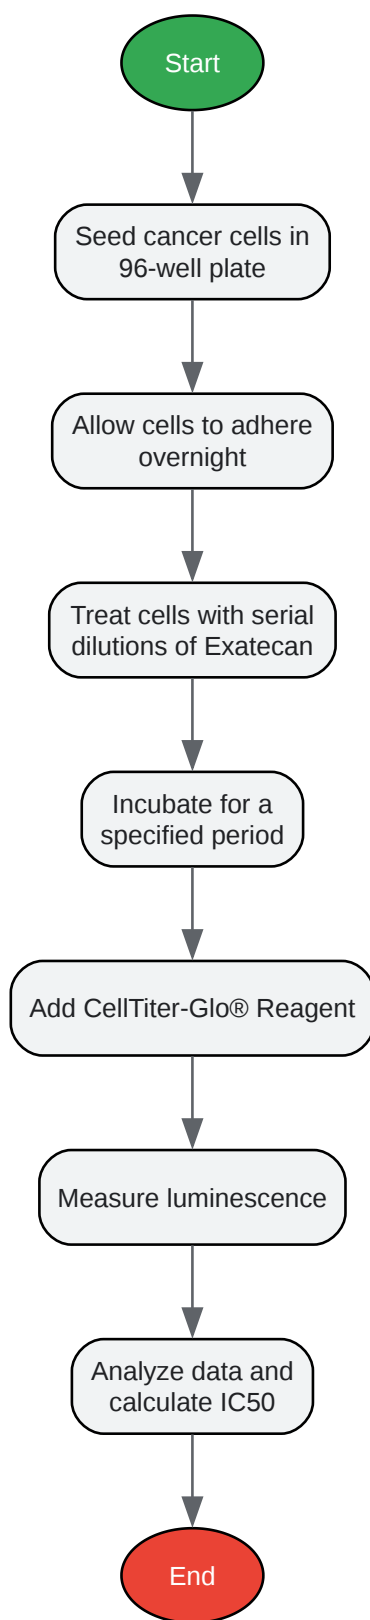 Start
Seed cancer cells in
96-well plate
Allow cells to adhere
overnight
Treat cells with serial
dilutions of Exatecan
Incubate for a
specified period
Add CellTiter-Glo® Reagent
Measure luminescence
Analyze data and
calculate IC50
End